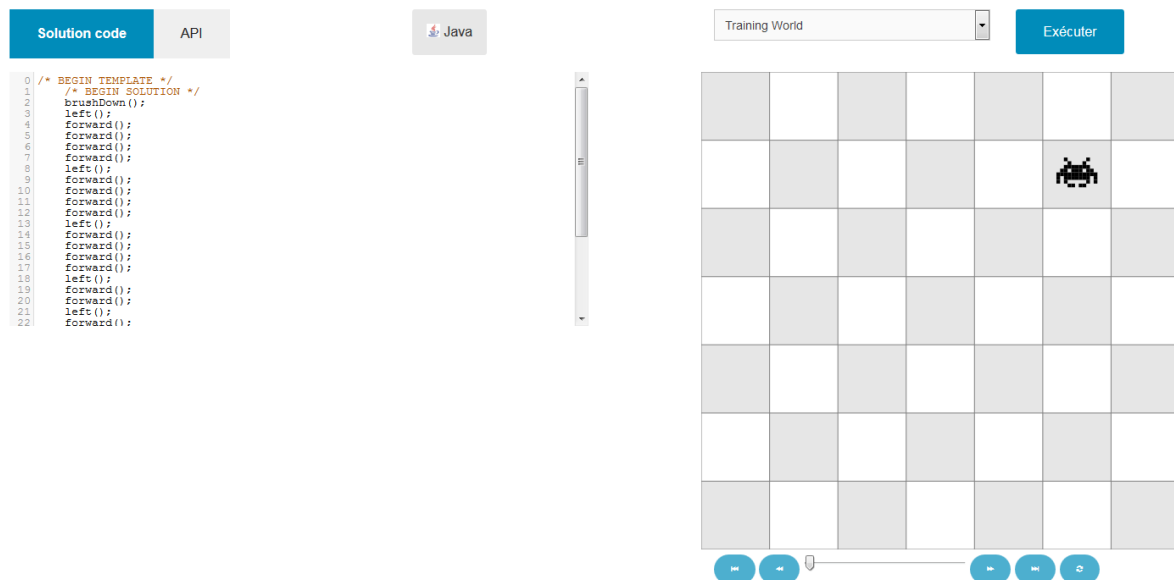 Solution code
API
Java
Training World
Exécuter
0 /* BEGIN TEMPLATE */
1 /* BEGIN SOLUTION */
2 brushDown();
3 left();
4 forward();
5 forward();
6 forward();
7 forward();
8 left();
9 forward();
10 forward();
11 forward();
12 forward();
13 left();
14 forward();
15 forward();
16 forward();
17 forward();
18 left();
19 forward();
20 forward();
21 left();
22 forward();